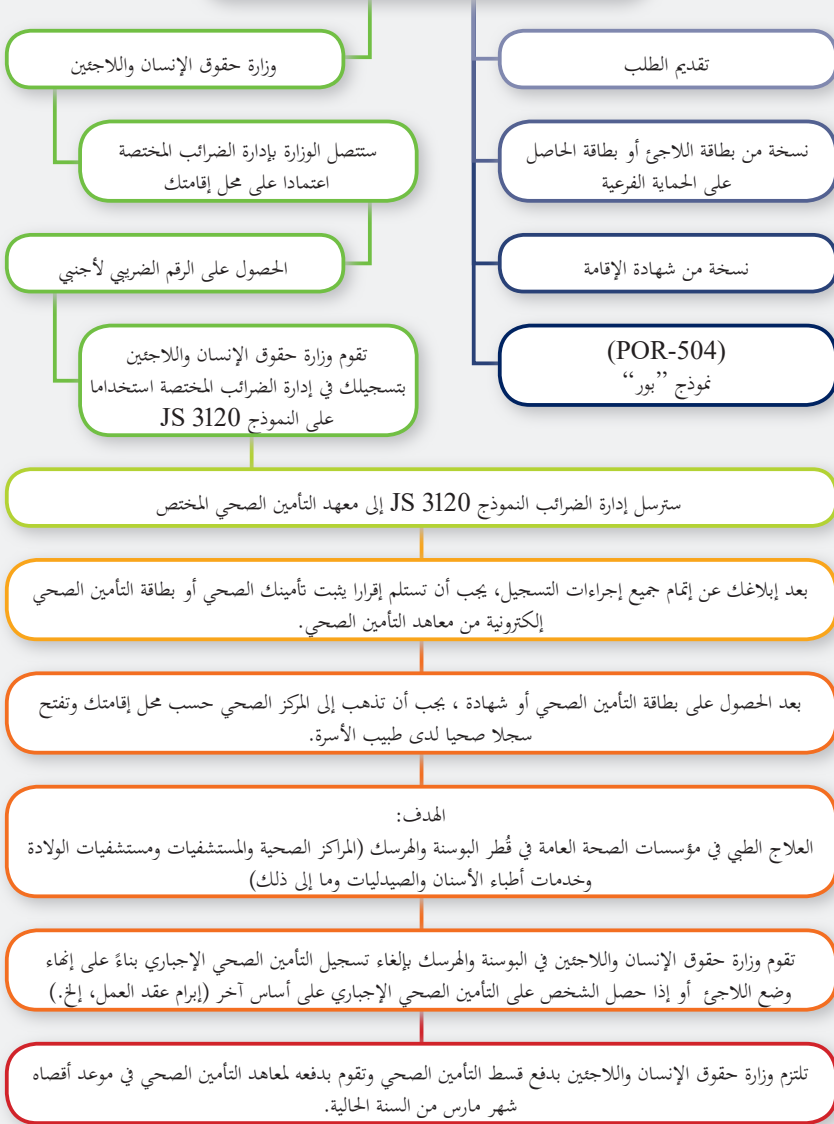 تقديم الطلب
نسخة من بطاقة اللاجئ أو بطاقة الحاصل
على الحماية الفرعية
نسخة من شهادة الإقامة
(POR-504)
نموذج ”بور“
وزارة حقوق الإنسان واللاجئين
ستتصل الوزارة بإدارة الضرائب المختصة
اعتمادا على محل إقامتك
الحصول على الرقم الضريبي لأجنبي
تقوم وزارة حقوق الإنسان واللاجئين
بتسجيلك في إدارة الضرائب المختصة استخداما
على النموذج JS 3120
سترسل إدارة الضرائب النموذج JS 3120 إلى معهد التأمين الصحي المختص
بعد إبلاغك عن إتمام جميع إجراءات التسجيل، يجب أن تستلم إقرارا يثبت تأمينك الصحي أو بطاقة التأمين الصحي
إلكترونية من معاهد التأمين الصحي.
بعد الحصول على بطاقة التأمين الصحي أو شهادة ، يجب أن تذهب إلى المركز الصحي حسب محل إقامتك وتفتح
سجلا صحيا لدى طبيب الأسرة.
الهدف:
العلاج الطبي في مؤسسات الصحة العامة في قُطر البوسنة والهرسك (المراكز الصحية والمستشفيات ومستشفيات الولادة
وخدمات أطباء الأسنان والصيدليات وما إلى ذلك)
تقوم وزارة حقوق الإنسان واللاجئين في البوسنة والهرسك بإلغاء تسجيل التأمين الصحي الإجباري بناءً على إنهاء
وضع اللاجئ أو إذا حصل الشخص على التأمين الصحي الإجباري على أساس آخر (إبرام عقد العمل، إلخ.)
تلتزم وزارة حقوق الإنسان واللاجئين بدفع قسط التأمين الصحي وتقوم بدفعه لمعاهد التأمين الصحي في موعد أقصاه
شهر مارس من السنة الحالية.